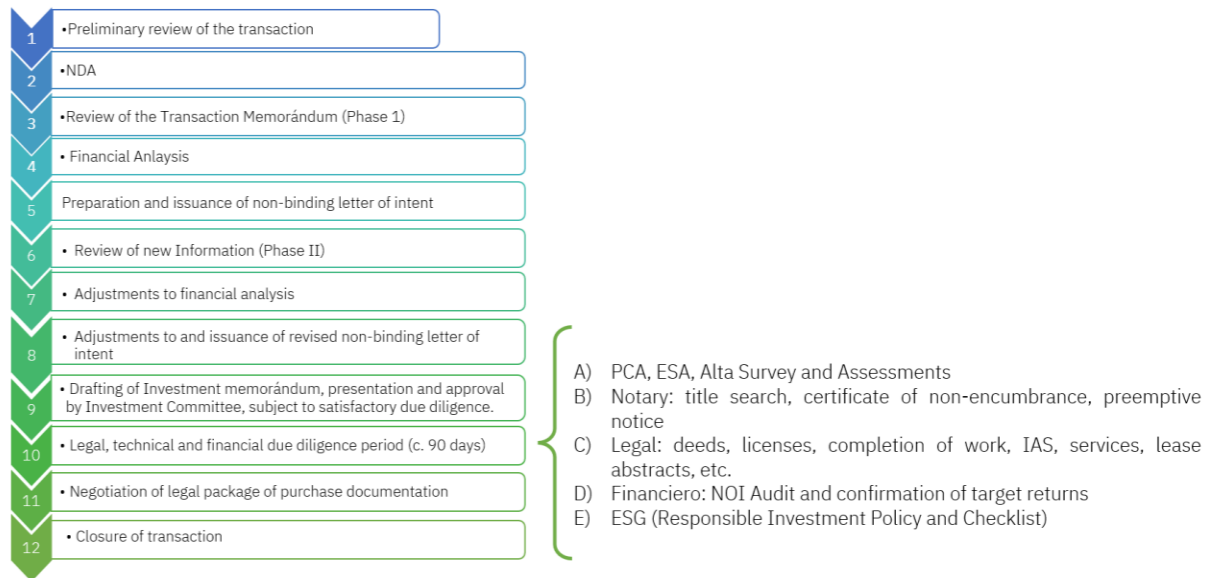 1
•Preliminary review of the transaction
2
•NDA
3
•Review of the Transaction Memorándum (Phase 1)
4
• Financial Anlaysis
5
Preparation and issuance of non-binding letter of intent
6
• Review of new Information (Phase II)
7
• Adjustments to financial analysis
8
• Adjustments to and issuance of revised non-binding letter of
intent
9
• Drafting of Investment memorándum, presentation and approval
by Investment Committee, subject to satisfactory due diligence.
10
• Legal, technical and financial due diligence period (c. 90 days)
11
• Negotiation of legal package of purchase documentation
12
• Closure of transaction
A) PCA, ESA, Alta Survey and Assessments
B) Notary: title search, certificate of non-encumbrance, preemptive
notice
C) Legal: deeds, licenses, completion of work, IAS, services, lease
abstracts, etc.
D) Financiero: NOI Audit and confirmation of target returns
E) ESG (Responsible Investment Policy and Checklist)